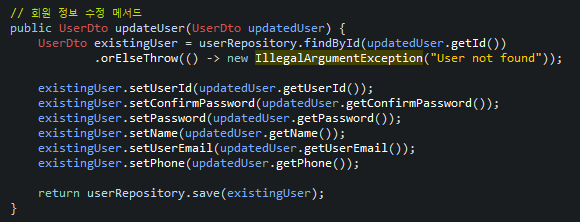 // 회원 정보 수정 메서드
public UserDto updateUser(UserDto updatedUser) {
    UserDto existingUser = userRepository.findById(updatedUser.getId())
            .orElseThrow(() -> new IllegalArgumentException("User not found"));

    existingUser.setUserId(updatedUser.getUserId());
    existingUser.setConfirmPassword(updatedUser.getConfirmPassword());
    existingUser.setPassword(updatedUser.getPassword());
    existingUser.setName(updatedUser.getName());
    existingUser.setUserEmail(updatedUser.getUserEmail());
    existingUser.setPhone(updatedUser.getPhone());

    return userRepository.save(existingUser);
}